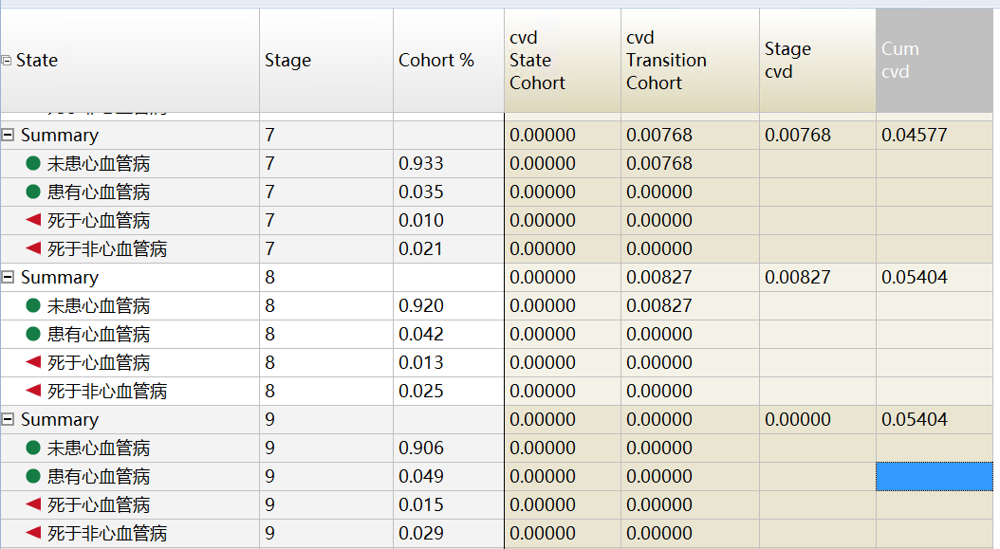 State Stage Cohort % cvd State Cohort cvd Transition Cohort Stage cvd Cum cvd
Summary 7 0.00000 0.00768 0.00768 0.04577
未患心血管病 7 0.933 0.00000 0.00768
患有心血管病 7 0.035 0.00000 0.00000
死于心血管病 7 0.010 0.00000 0.00000
死于非心血管病 7 0.021 0.00000 0.00000
Summary 8 0.00000 0.00827 0.00827 0.05404
未患心血管病 8 0.920 0.00000 0.00827
患有心血管病 8 0.042 0.00000 0.00000
死于心血管病 8 0.013 0.00000 0.00000
死于非心血管病 8 0.025 0.00000 0.00000
Summary 9 0.00000 0.00000 0.00000 0.05404
未患心血管病 9 0.906 0.00000 0.00000
患有心血管病 9 0.049 0.00000 0.00000
死于心血管病 9 0.015 0.00000 0.00000
死于非心血管病 9 0.029 0.00000 0.00000